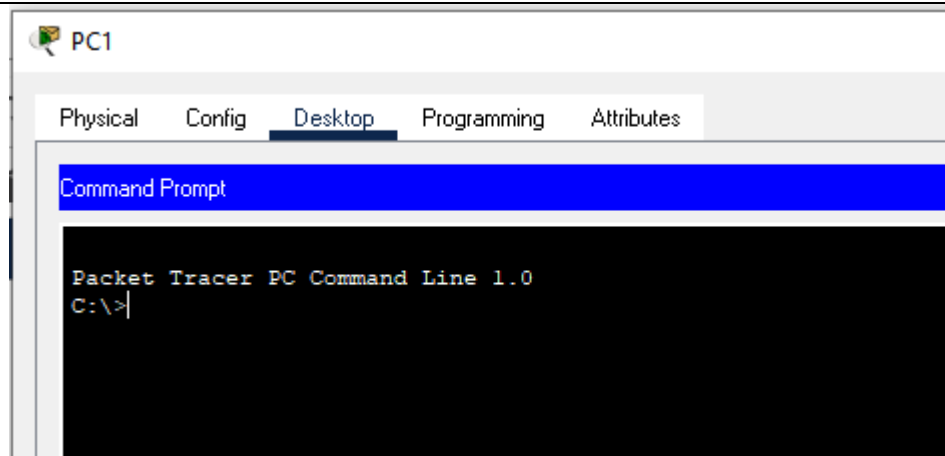 PC1
Physical Config Desktop Programming Attributes
Command Prompt
Packet Tracer PC Command Line 1.0
C:\>